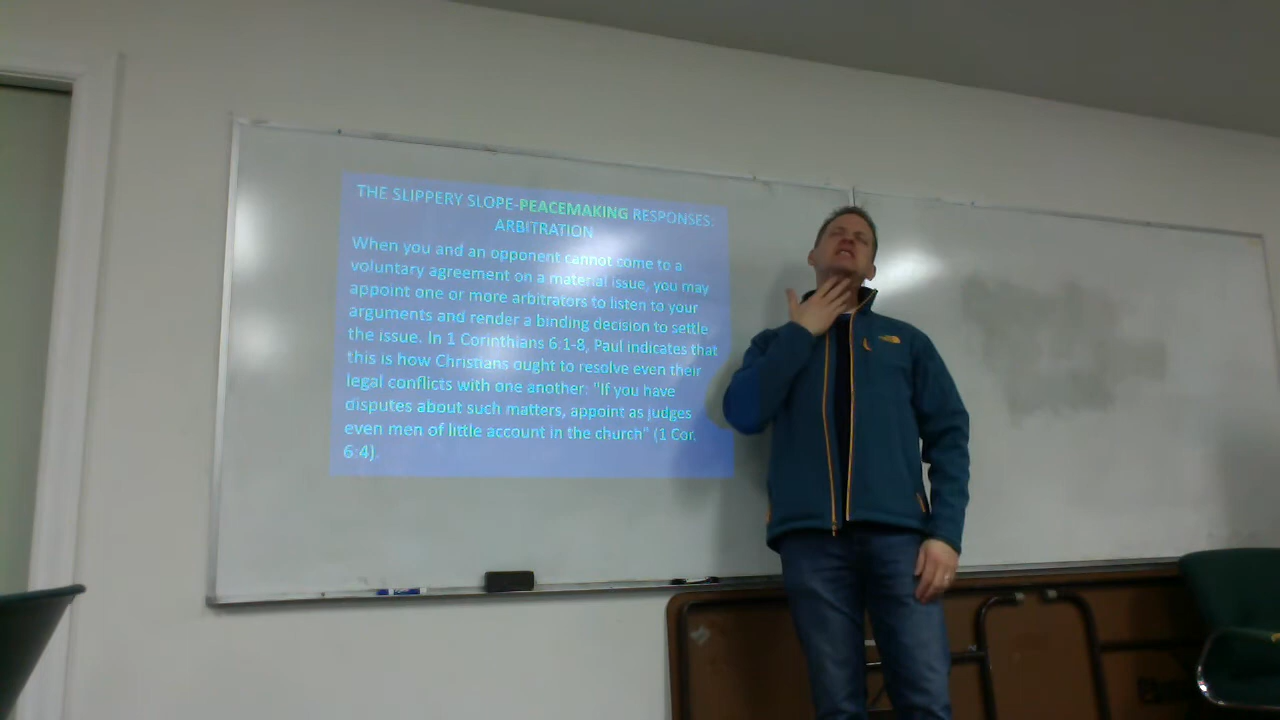 THE SLIPPERY SLOPE-PEACEMAKING RESPONSES:
ARBITRATION
When you and an opponent cannot come to a
voluntary agreement on a material issue, you may
appoint one or more arbitrators to listen to your
arguments and render a binding decision to settle
the issue. In 1 Corinthians 6:1-8, Paul indicates that
this is how Christians ought to resolve even their
legal conflicts with one another: "If you have
disputes about such matters, appoint as judges
even men of little account in the church" (1 Cor.
6:4).